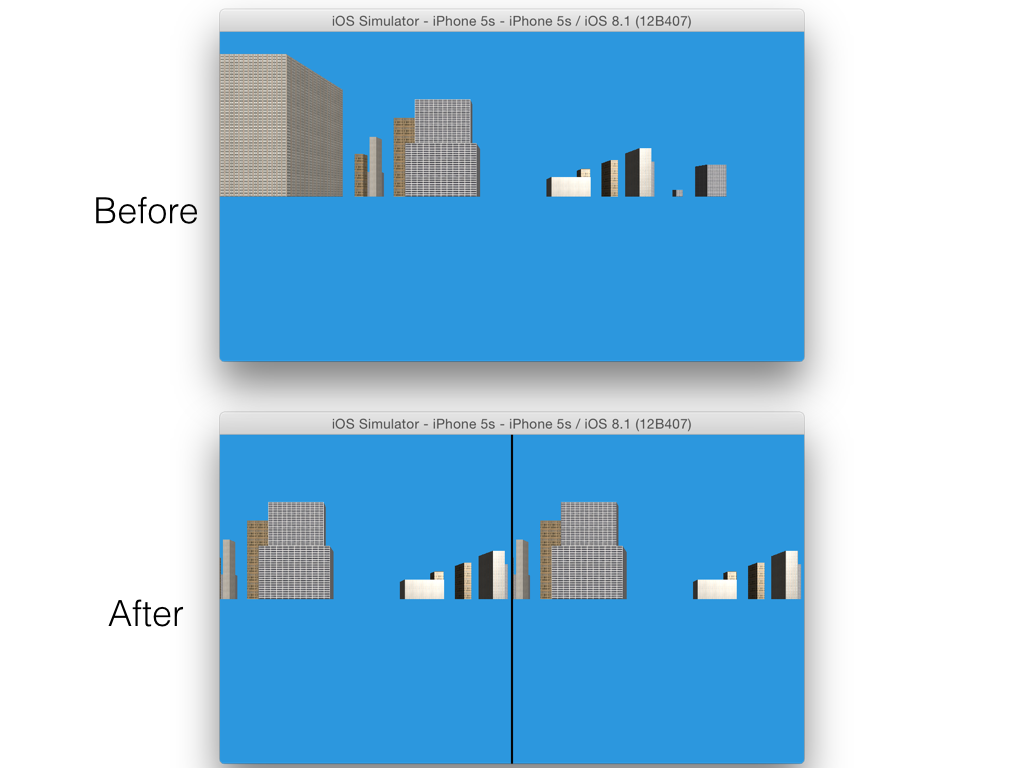 iOS Simulator - iPhone 5s - iPhone 5s / iOS 8.1 (12B407)
Before
iOS Simulator - iPhone 5s - iPhone 5s / iOS 8.1 (12B407)
After